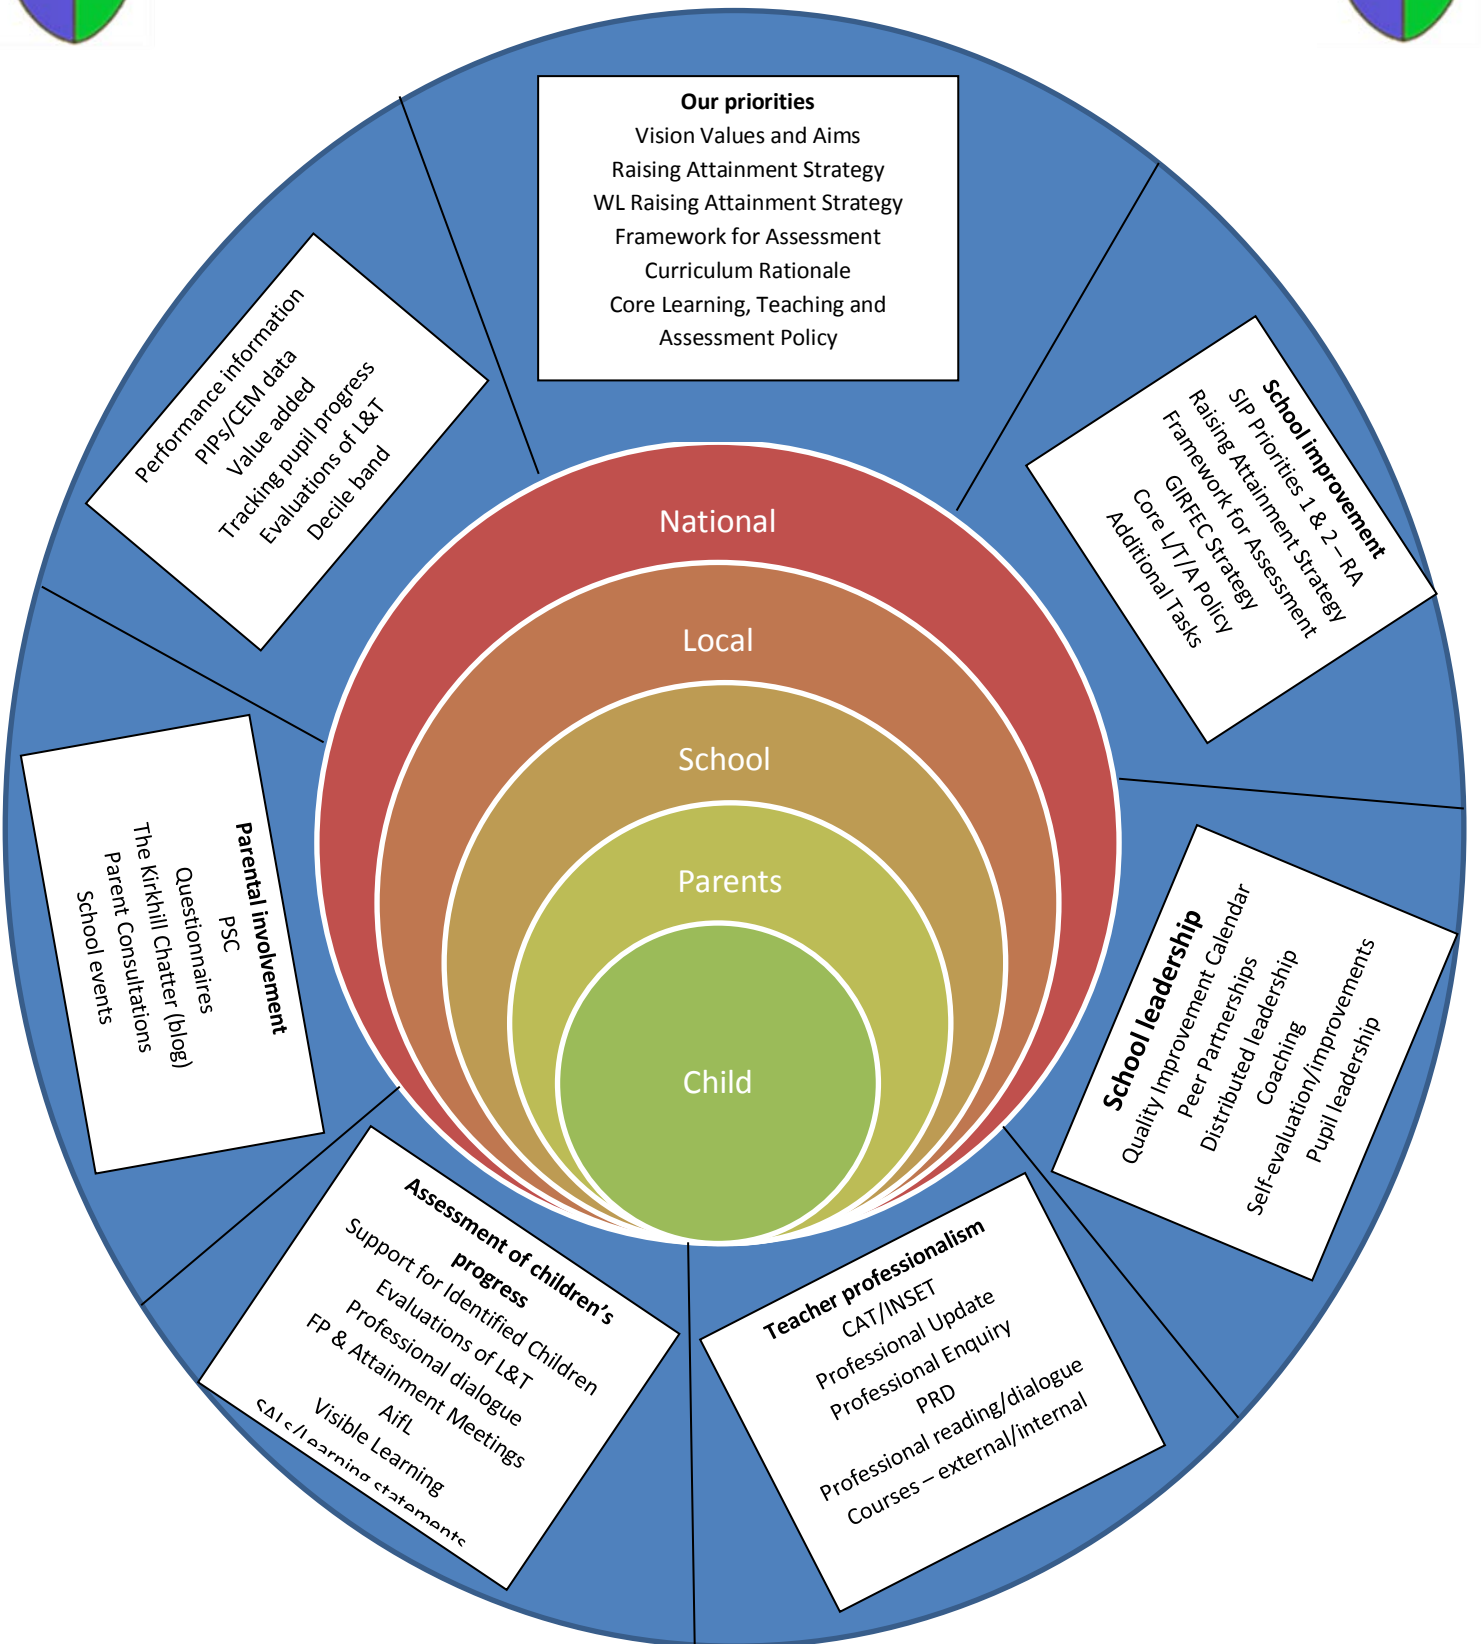 Our priorities
Vision Values and Aims
Raising Attainment Strategy
WL Raising Attainment Strategy
Framework for Assessment
Curriculum Rationale
Core Learning, Teaching and
Assessment Policy
School improvement
SIP Priorities 1 & 2 – RA
Raising Attainment Strategy
Framework for Assessment
GIRFEC Strategy
Core L/T/A Policy
Additional Tasks
School leadership
Quality Improvement Calendar
Peer Partnerships
Distributed leadership
Coaching
Self-evaluation/improvements
Pupil leadership
Teacher professionalism
CAT/INSET
Professional Update
Professional Enquiry
PRD
Professional reading/dialogue
Courses – external/internal
Assessment of children's
progress
Support for Identified Children
Evaluations of L&T
Professional dialogue
FP & Attainment Meetings
AifL
Visible Learning
SALs/Learning statements
Parental involvement
PSC
Questionnaires
The Kirkhill Chatter (blog)
Parent Consultations
School events
Performance information
PIPs/CEM data
Value added
Tracking pupil progress
Evaluations of L&T
Decile band
National
Local
School
Parents
Child